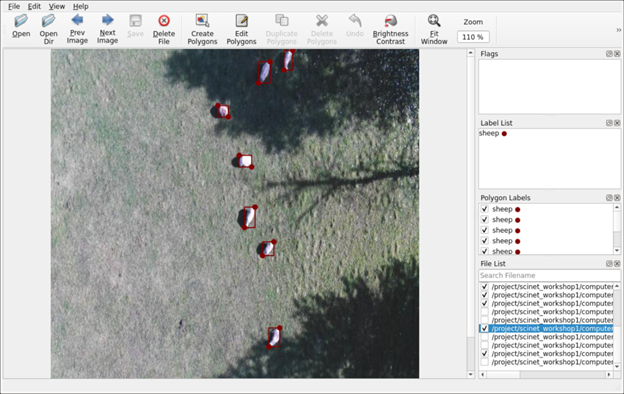 File Edit View Help
Open Open Dir Prev Image Next Image Save Delete File Create Polygons Edit Polygons Duplicate Polygons Delete Polygons Undo Brightness Contrast Fit Window Zoom
110 %
Flags
Label List
sheep
Polygon Labels
sheep
sheep
sheep
sheep
sheep
File List
Search Filename
/project/scinet_workshop1/computer
/project/scinet_workshop1/computer
/project/scinet_workshop1/computer
/project/scinet_workshop1/computer
/project/scinet_workshop1/computer
/project/scinet_workshop1/computer
/project/scinet_workshop1/computer
/project/scinet_workshop1/computer
/project/scinet_workshop1/computer
/project/scinet_workshop1/computer